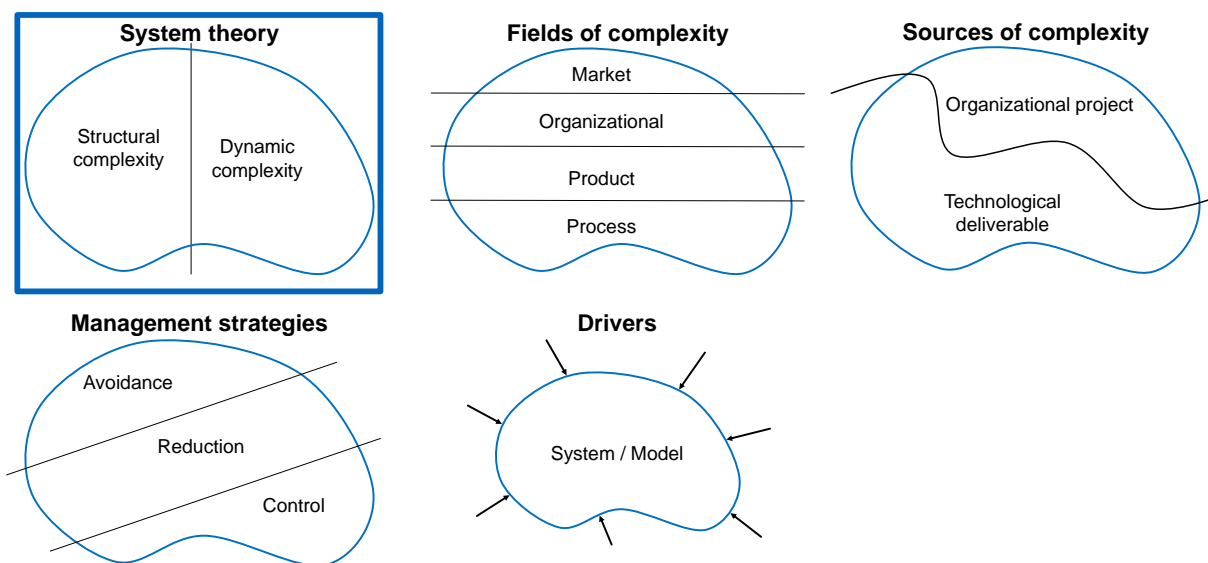 System theory
Structural
complexity
Dynamic
complexity
Fields of complexity
Market
Organizational
Product
Process
Sources of complexity
Organizational project
Technological
deliverable
Management strategies
Avoidance
Reduction
Control
Drivers
System / Model